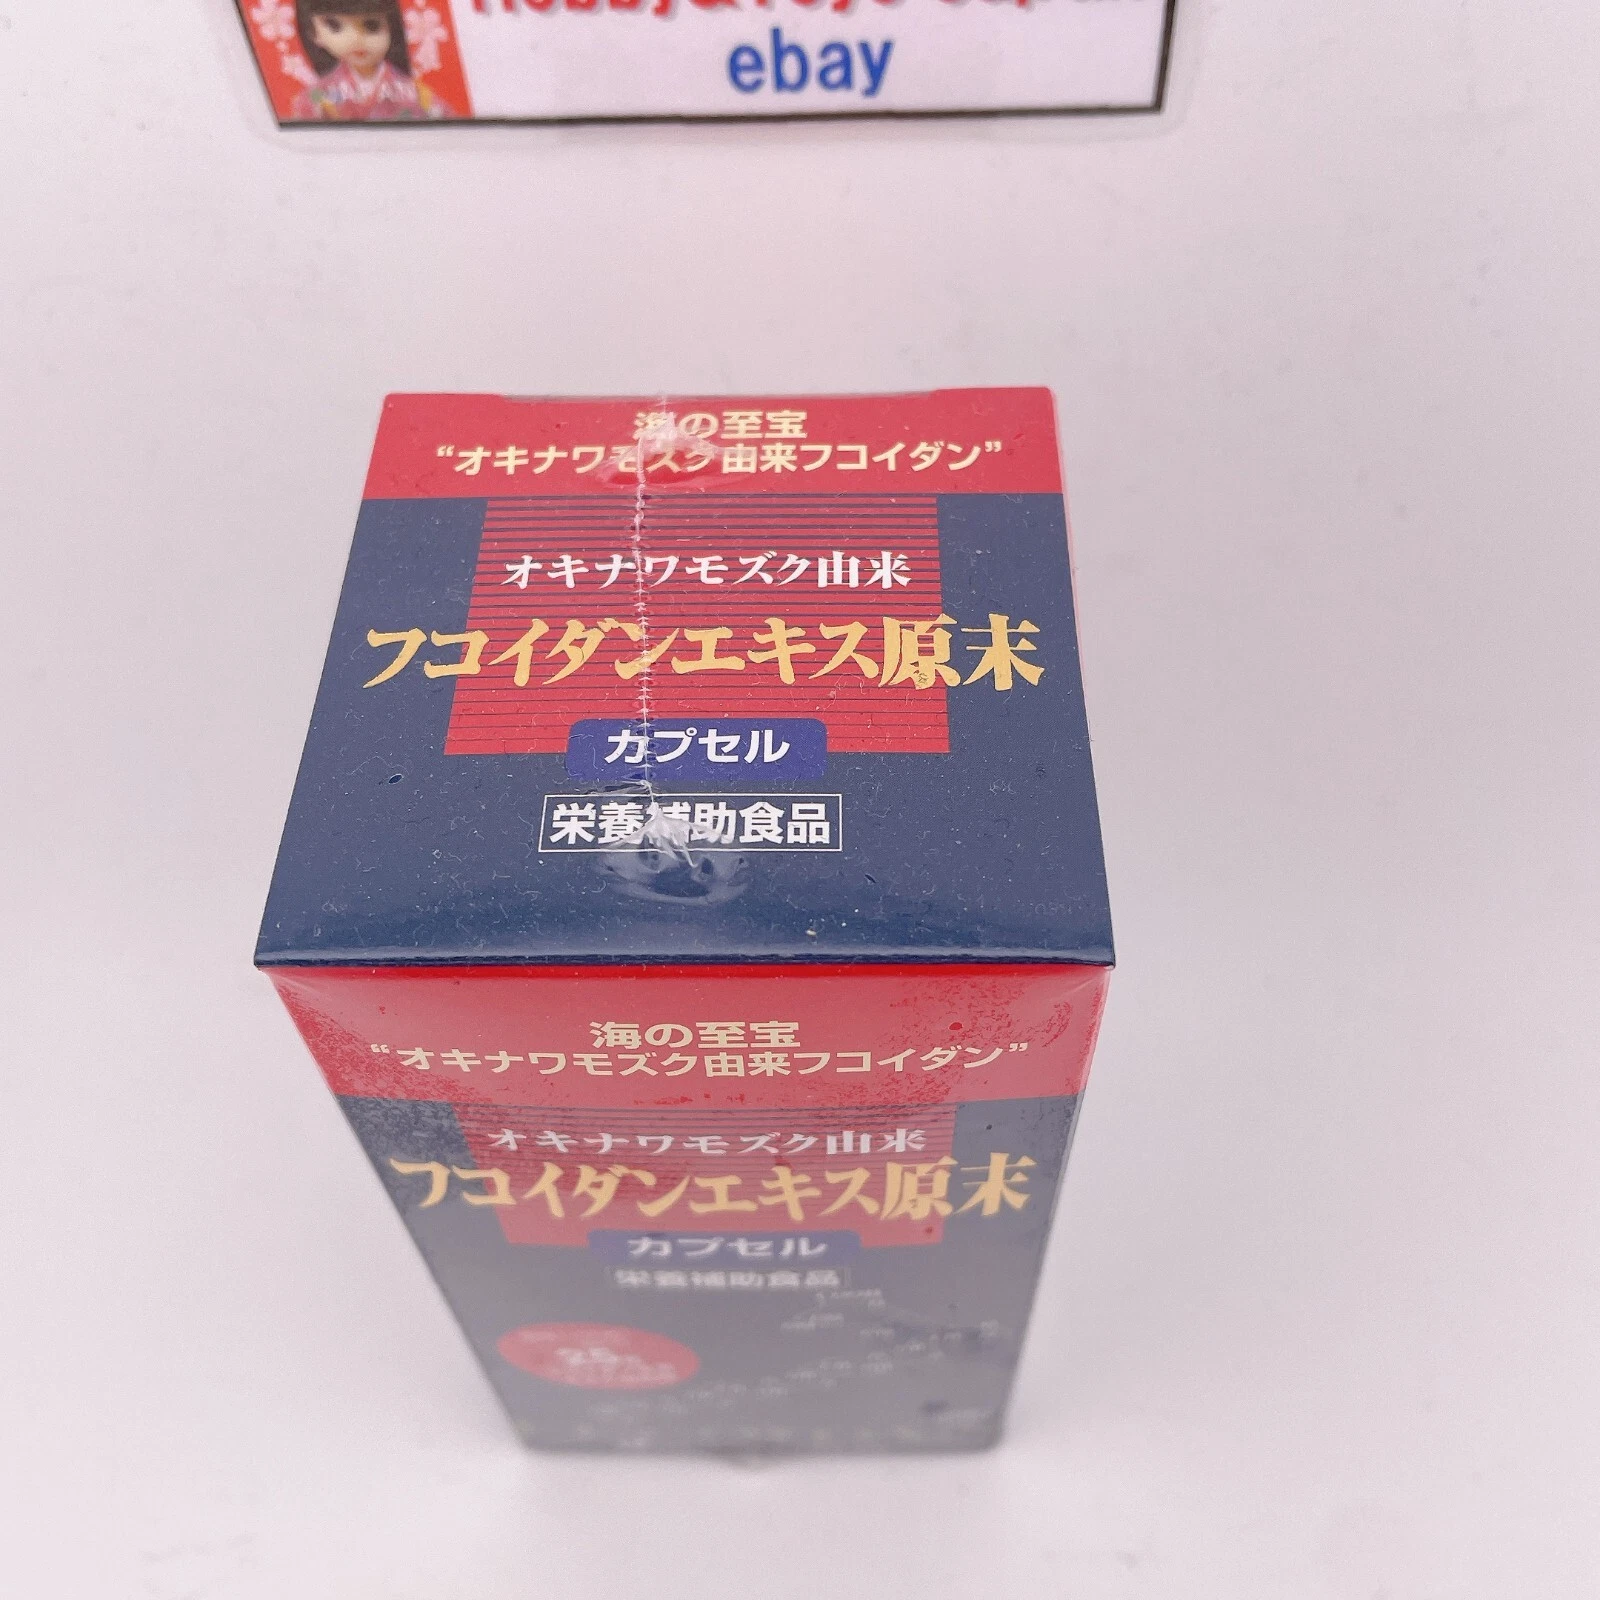 JAPAN
ebay
海の至宝
“オキナワモズク由来フコイダン”
オキナワモズク由来
フコイダンエキス原末
カプセル
栄養補助食品
海の至宝
“オキナワモズク由来フコイダン”
オキナワモズク由来
フコイダンエキス原末
カプセル
栄養補助食品